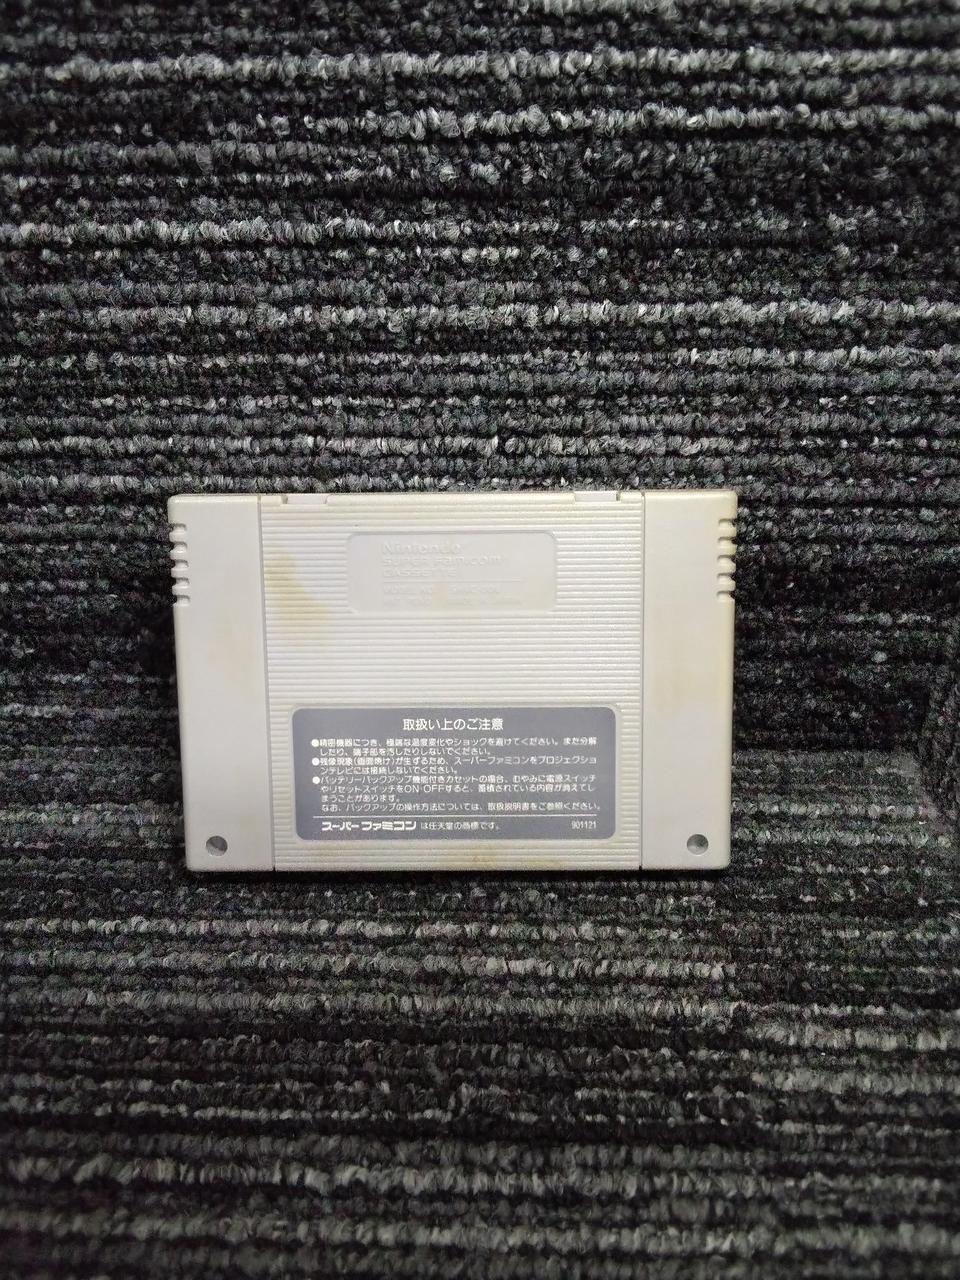 Nintendo
Super Famicom
CASSETTE
取扱い上のご注意
●精密機器につき、極端な温度変化やショックを避けてください。また分解
したり、端子部を汚したりしないでください。
●残像現象(画面焼け)が生ずるため、スーパーファミコンをプロジェクショ
ンテレビには接続しないでください。
●バッテリーバックアップ機能付きカセットの場合、むやみに電源スイッチ
やリセットスイッチをON・OFFすると、蓄積されている内容が消えてし
まうことがあります。
なお、バックアップの操作方法については、取扱説明書をご参照ください。
スーパーファミコン は任天堂の商標です。 901121